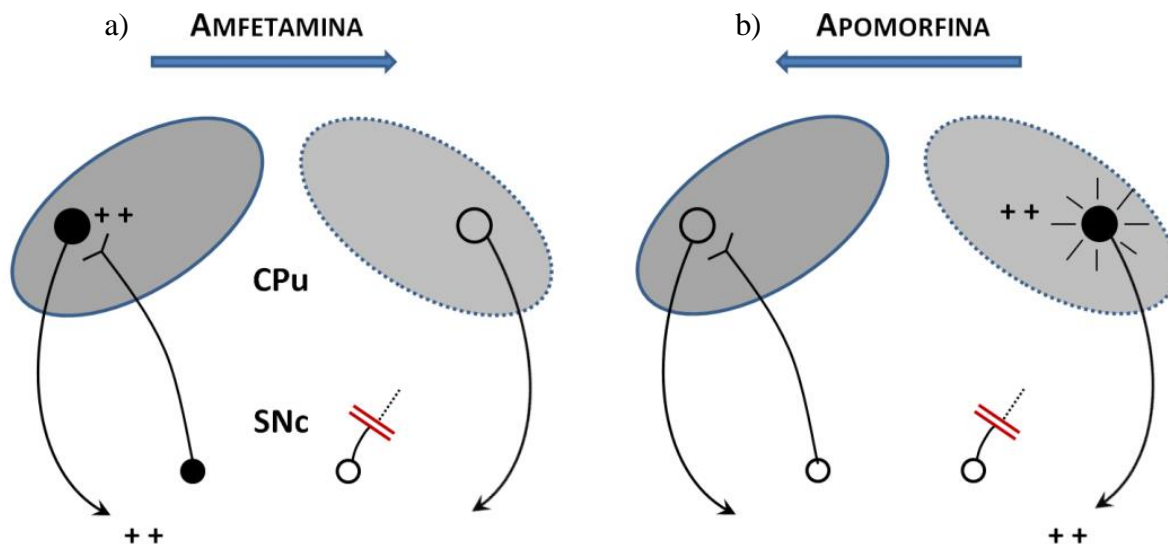 a) AMFETAMINA
b) APOMORFINA
+ +
+ +
CPu
SNc
+ +
+ +